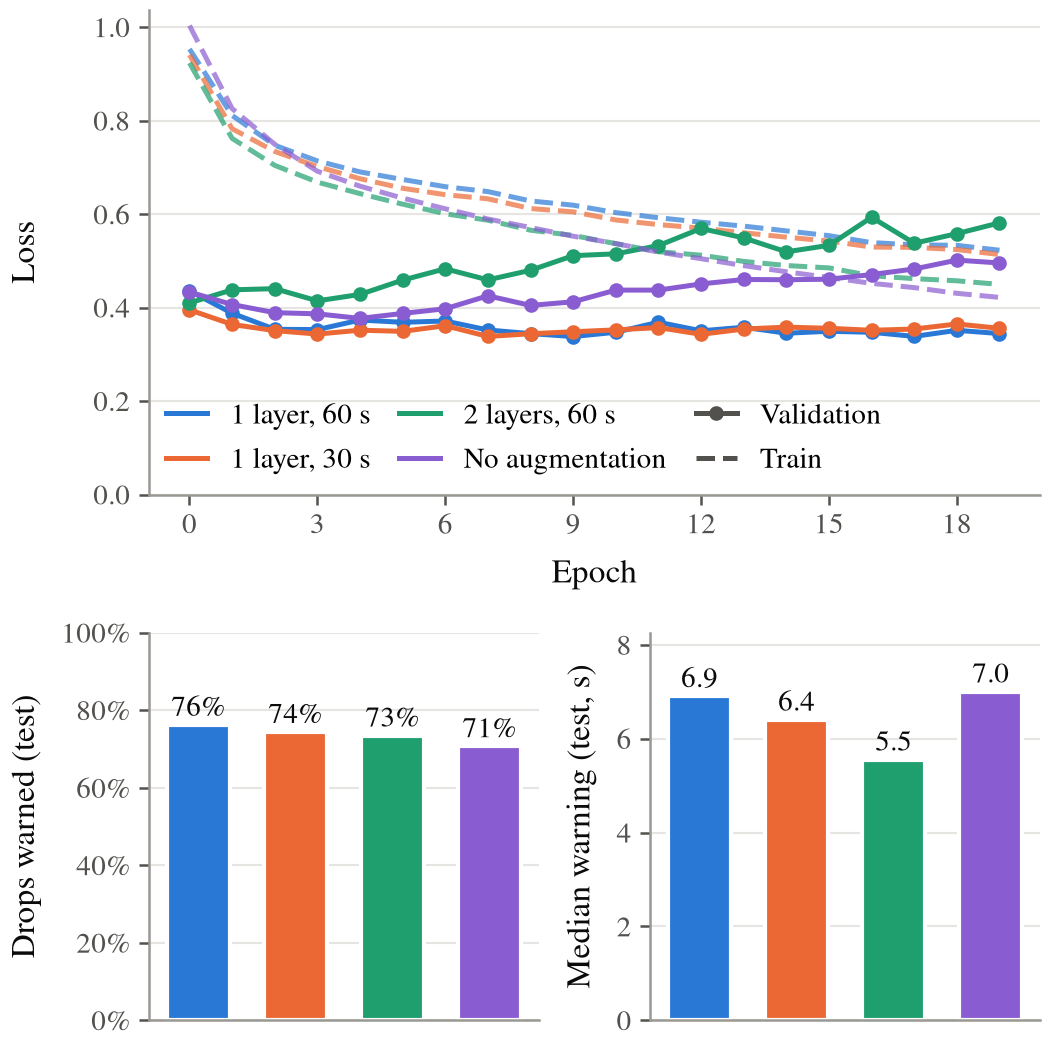 1.0
0.8
0.6
0.4
0.2
0.0
Loss
1 layer, 60 s 2 layers, 60 s Validation
1 layer, 30 s No augmentation Train
0 3 6 9 12 15 18
Epoch
100%
80%
60%
40%
20%
0%
Drops warned (test)
76% 74% 73% 71%
8
6
4
2
0
Median warning (test, s)
6.9 6.4 5.5 7.0